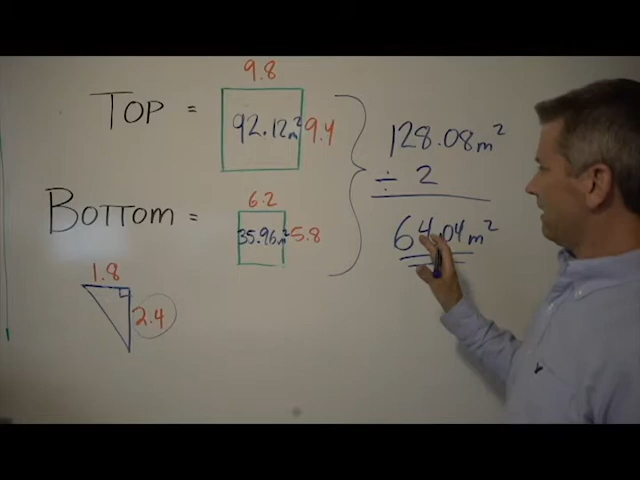 9.8
TOP = 92.12m² 9.4
BOTTOM = 6.2
35.96m² 5.8
1.8
2.4
128.08m²
÷ 2
64.04m²